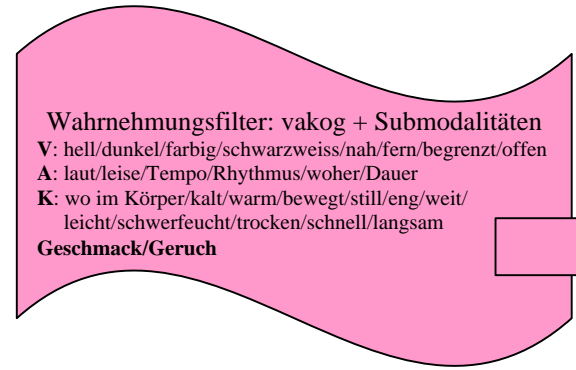 Wahrnehmungsfilter: vakog + Submodalitäten
V: hell/dunkel/farbig/schwarzweiss/nah/fern/begrenzt/offen
A: laut/leise/Tempo/Rhythmus/woher/Dauer
K: wo im Körper/kalt/warm/bewegt/still/eng/weit/
leicht/schwerfeucht/trocken/schnell/langsam
Geschmack/Geruch